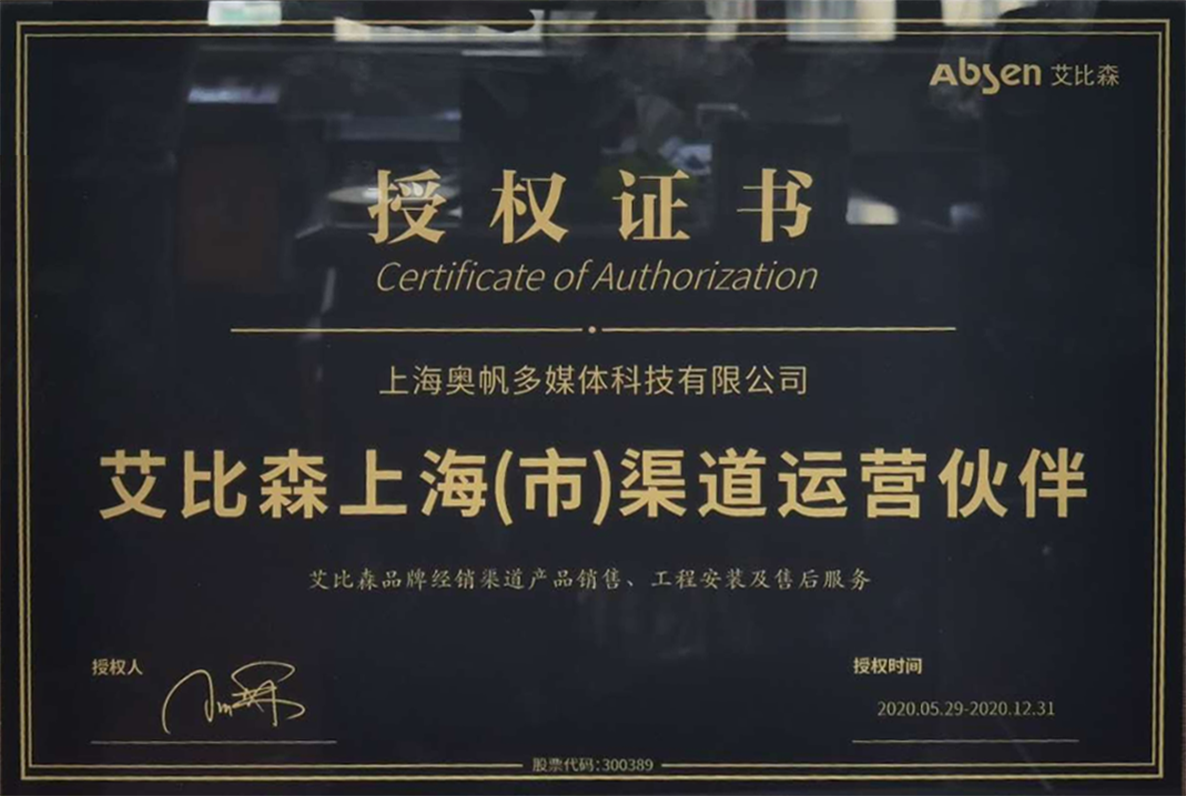 Absen 艾比森
授权证书
Certificate of Authorization
上海奥帆多媒体科技有限公司
艾比森上海(市)渠道运营伙伴
艾比森品牌经销渠道产品销售、工程安装及售后服务
授权人
授权时间
2020.05.29-2020.12.31
股票代码:300389